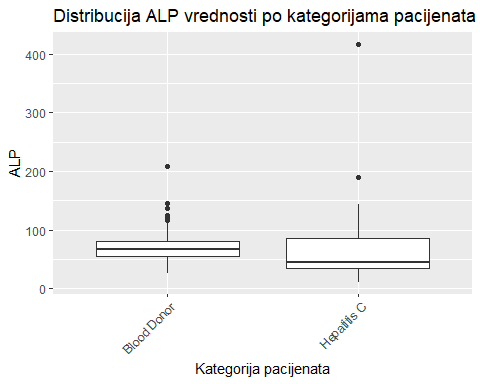 Distribucija ALP vrednosti po kategorijama pacijenata
400
300
200
100
0
ALP
Blood Donor
Hepatitis C
Kategorija pacijenata